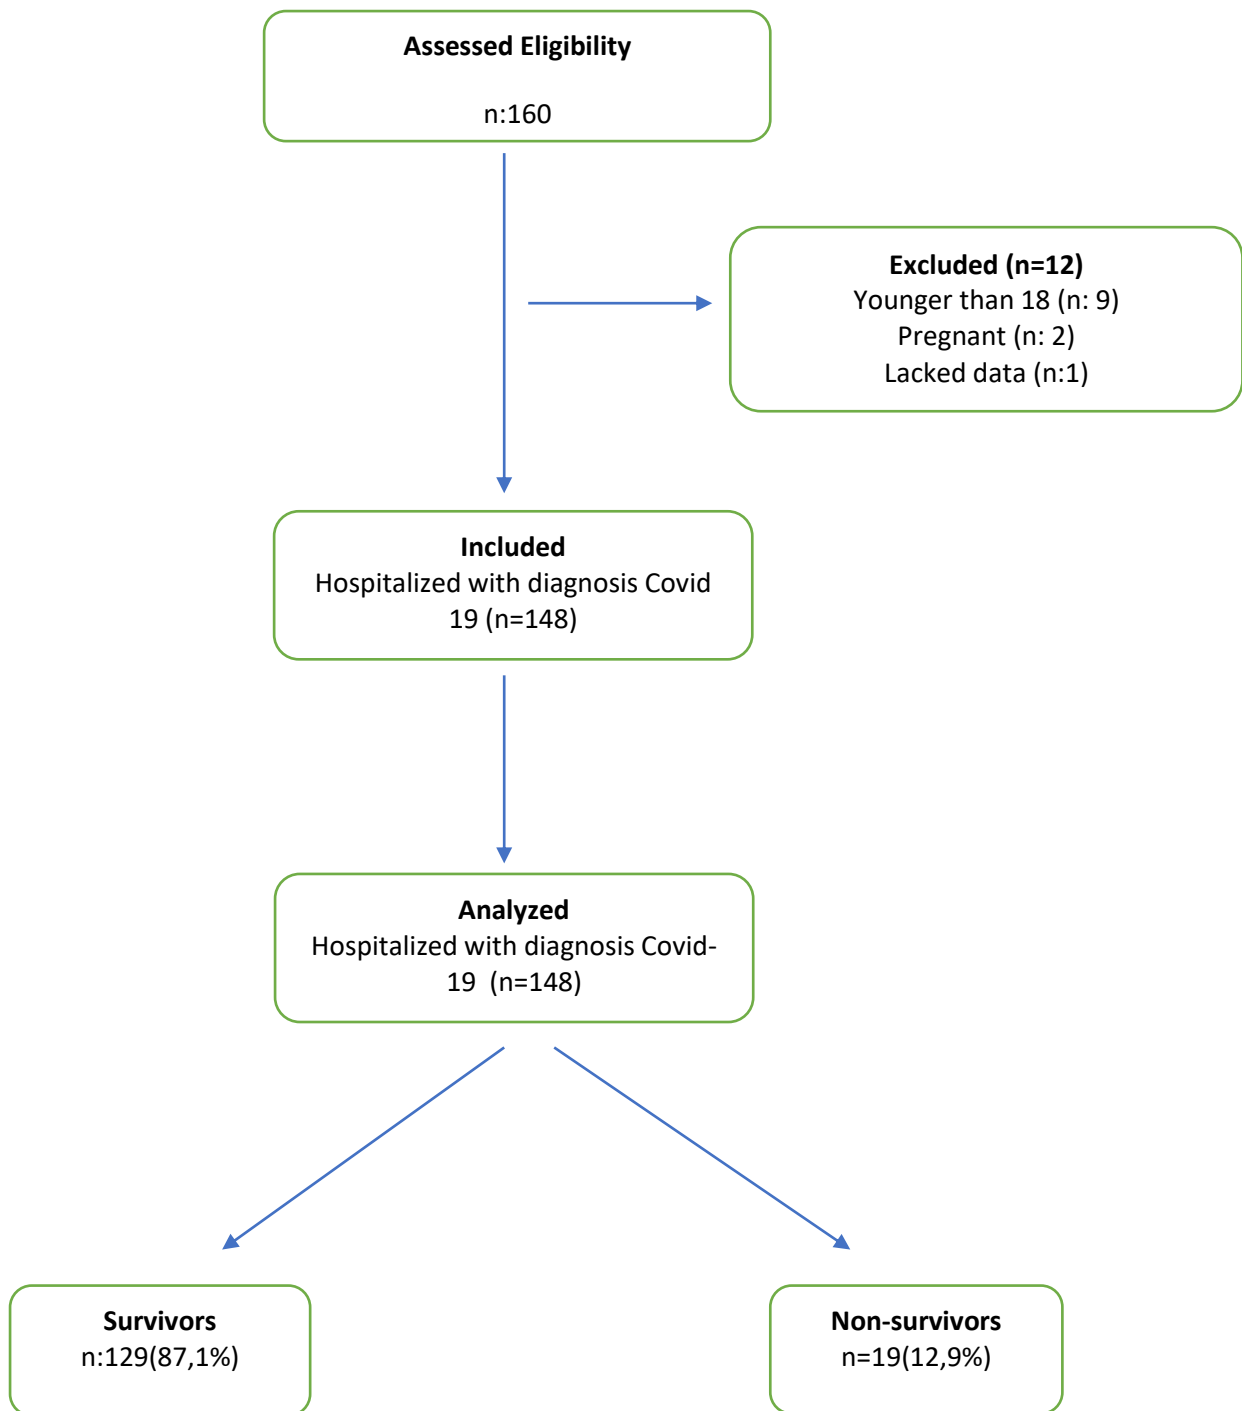 Assessed Eligibility
n:160
Excluded (n=12)
Younger than 18 (n: 9)
Pregnant (n: 2)
Lacked data (n:1)
Included
Hospitalized with diagnosis Covid
19 (n=148)
Analyzed
Hospitalized with diagnosis Covid-
19  (n=148)
Survivors
n:129(87,1%)
Non-survivors
n=19(12,9%)